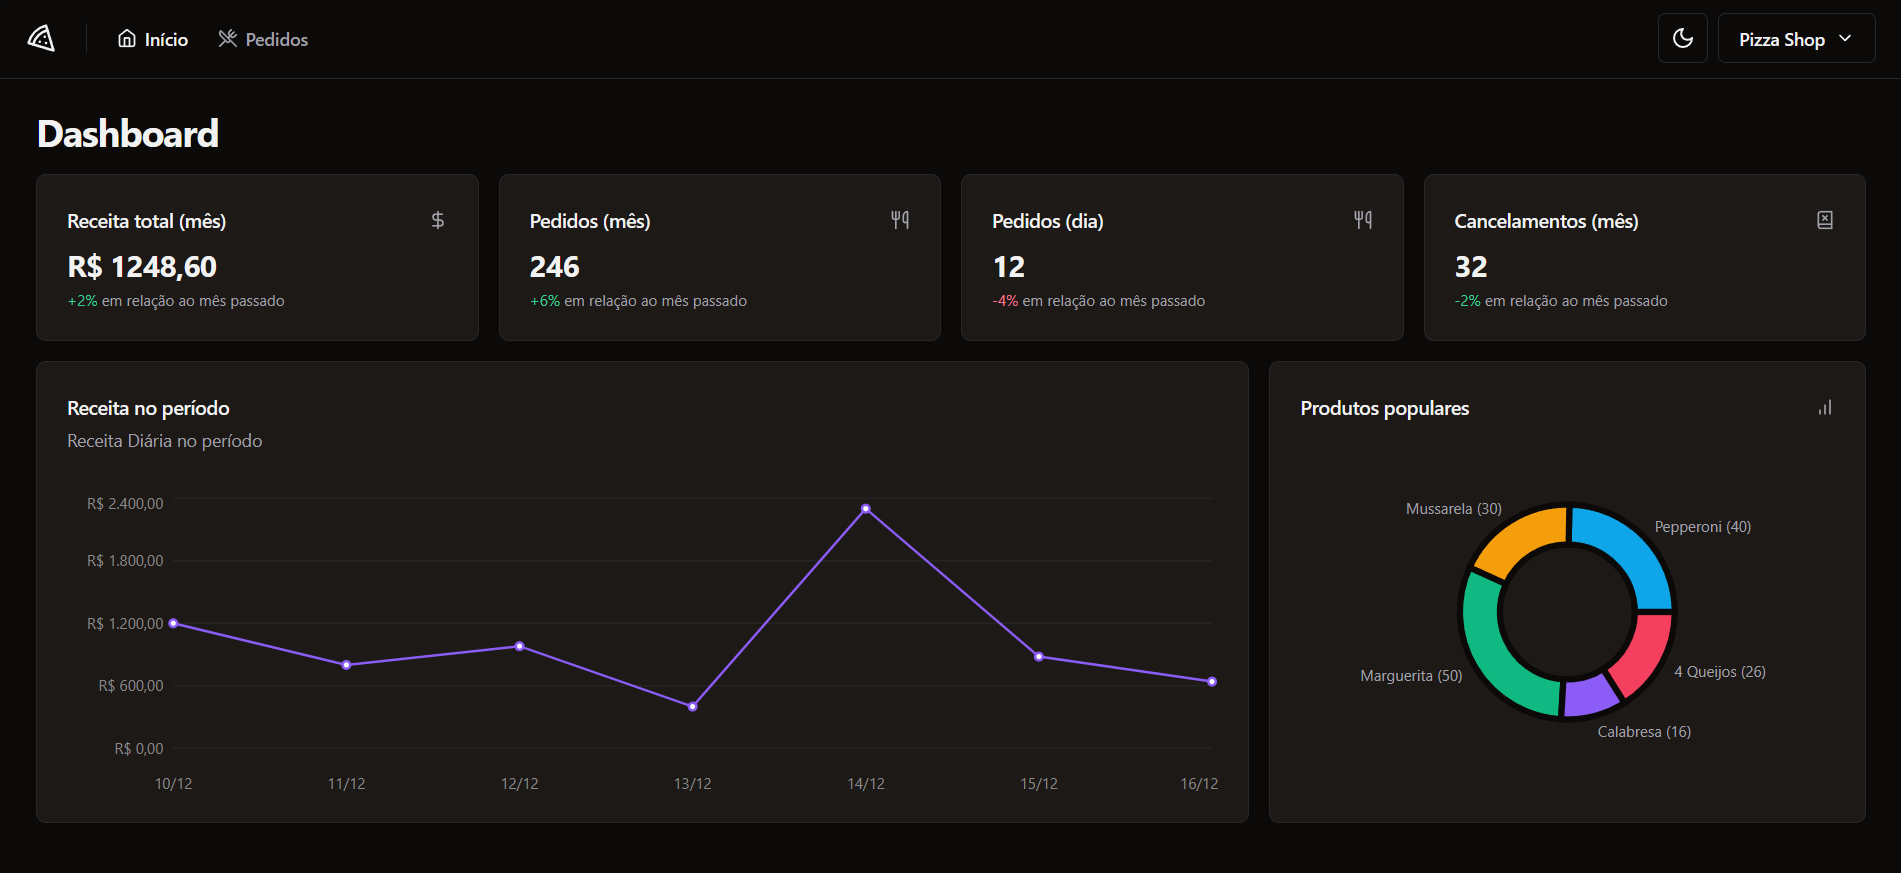 Início
Pedidos
Pizza Shop
Dashboard
Receita total (mês)
R$ 1248,60
+2% em relação ao mês passado
Pedidos (mês)
246
+6% em relação ao mês passado
Pedidos (dia)
12
-4% em relação ao mês passado
Cancelamentos (mês)
32
-2% em relação ao mês passado
Receita no período
Receita Diária no período
R$ 2.400,00
R$ 1.800,00
R$ 1.200,00
R$ 600,00
R$ 0,00
10/12
11/12
12/12
13/12
14/12
15/12
16/12
Produtos populares
Mussarela (30)
Pepperoni (40)
Marguerita (50)
4 Queijos (26)
Calabresa (16)